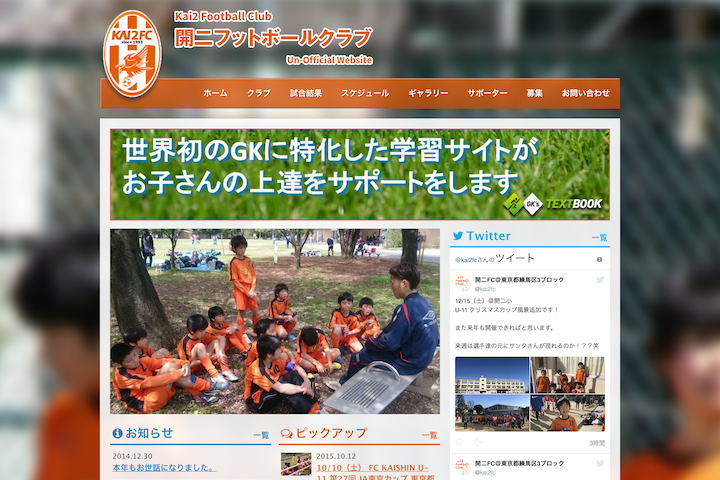 KAI2FC
since 1995
Kai2 Football Club
開二フットボールクラブ
Un-Official Website
ホーム クラブ 試合結果 スケジュール ギャラリー サポーター 募集 お問い合わせ
世界初のGKに特化した学習サイトが
お子さんの上達をサポートをします
GK's TEXTBOOK
Twitter 一覧
@kai2fcさんのツイート
開二FC＠東京都練馬区3ブロック
@kai2fc
12/15（土）＠開二小
U-11 クリスマスカップ風景追加です！
また来年も開催できればと思います。
来週は選手達の元にサンタさんが現れるのか！？？笑
3時間
開二FC＠東京都練馬区3ブロック
@kai2fc
お知らせ 一覧
2014.12.30
本年もお世話になりました。
ピックアップ 一覧
2015.10.12
10/10（土） FC KAISHIN U-
11 第27回 JA東京カップ 東京都